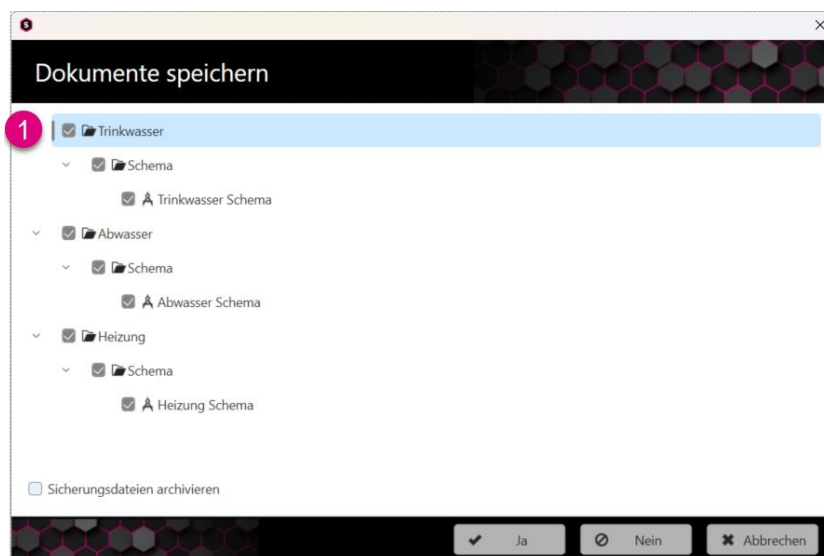 S
Dokumente speichern
1
Trinkwasser
Schema
Trinkwasser Schema
Abwasser
Schema
Abwasser Schema
Heizung
Schema
Heizung Schema
Sicherungsdateien archivieren
Ja Nein Abbrechen